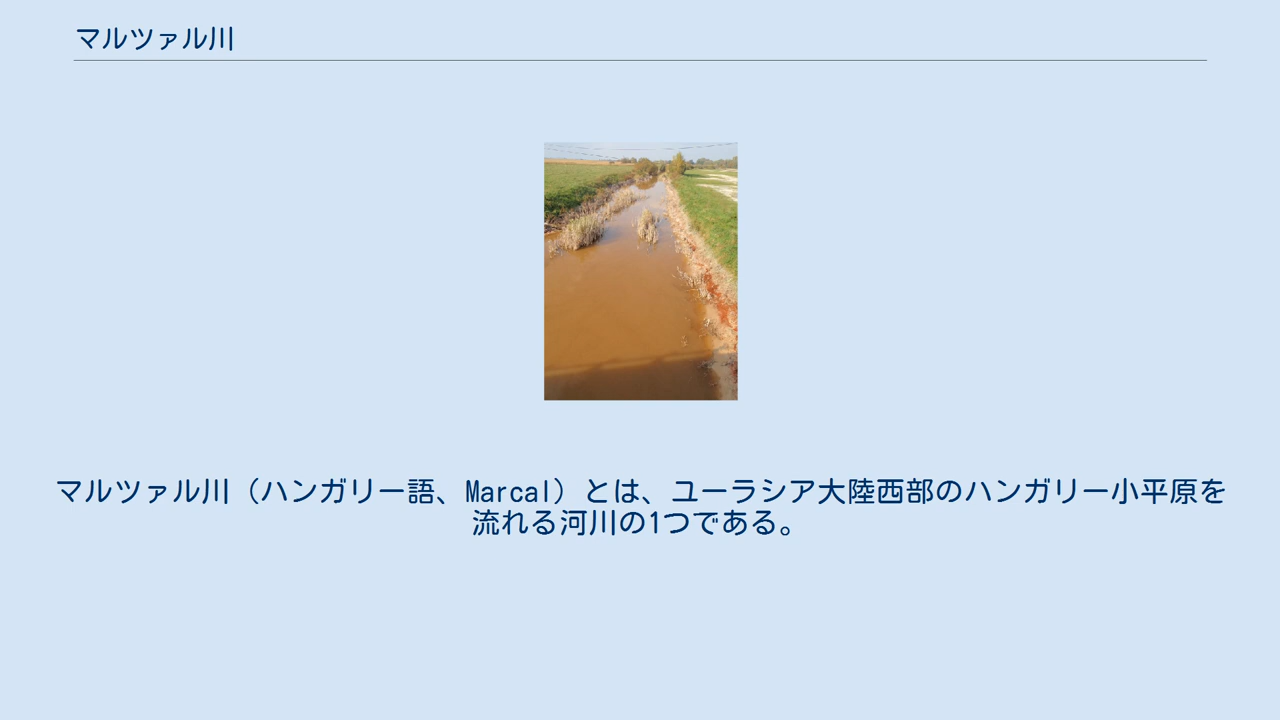 マルツァル川
マルツァル川（ハンガリー語、Marcal）とは、ユーラシア大陸西部のハンガリー小平原を
流れる河川の1つである。